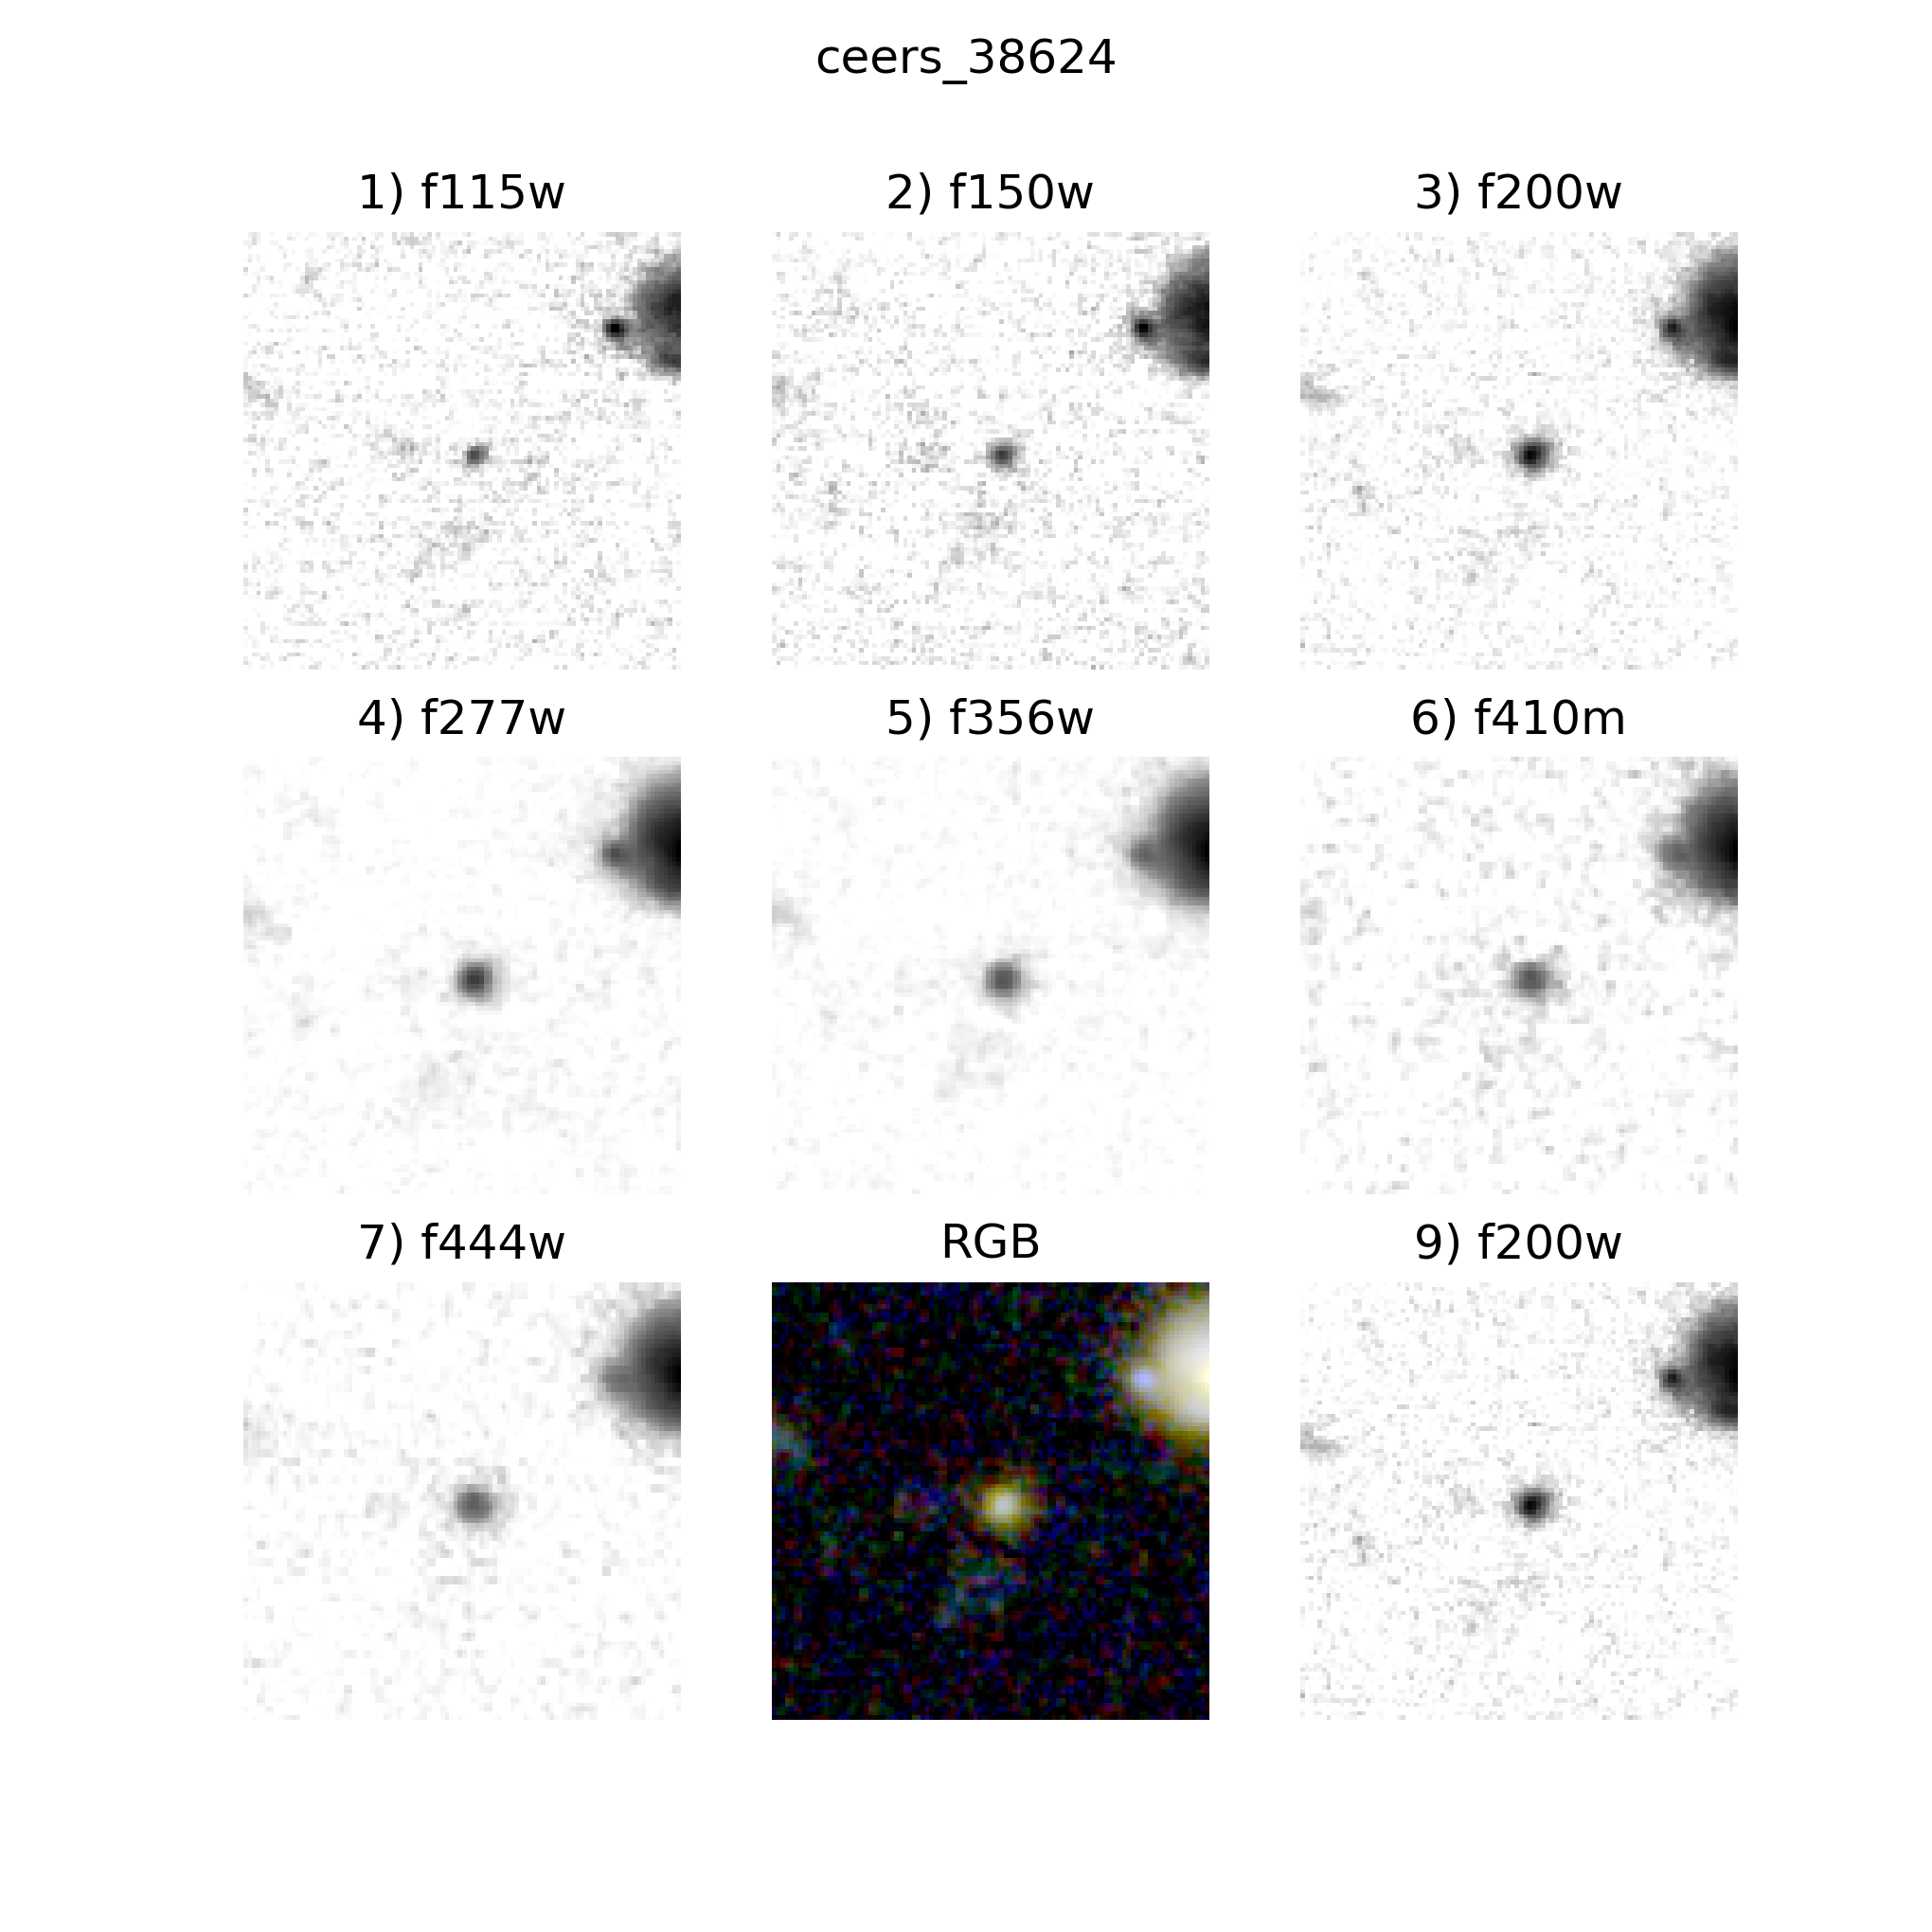 ceers_38624
1) f115w
2) f150w
3) f200w
4) f277w
5) f356w
6) f410m
7) f444w
RGB
9) f200w